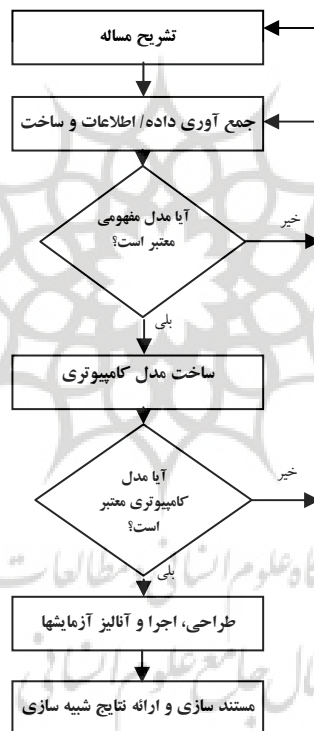 تشریح مساله
جمع آوری داده/ اطلاعات و ساخت
آیا مدل مفهومی
معتبر است؟
خیر
بلی
ساخت مدل کامپیوتری
آیا مدل
کامپیوتری معتبر
است؟
خیر
بلی
طراحی، اجرا و آنالیز آزمایشها
مستند سازی و ارائه نتایج شبیه سازی